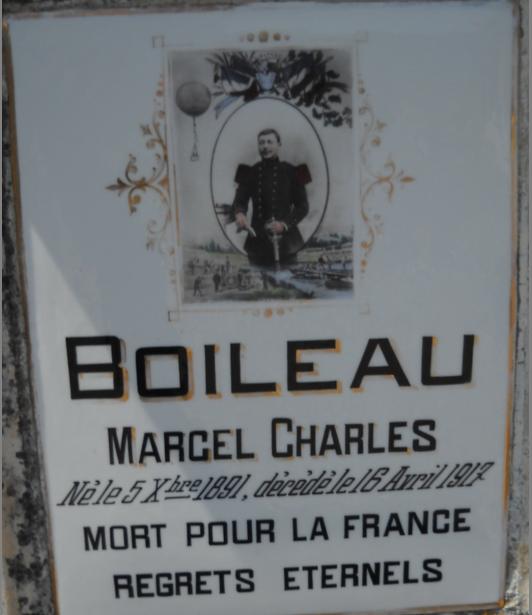 BOILEAU
MARCEL CHARLES
Né le 5 Xbre 1891, décédé le 16 Avril 1917
MORT POUR LA FRANCE
REGRETS ETERNELS